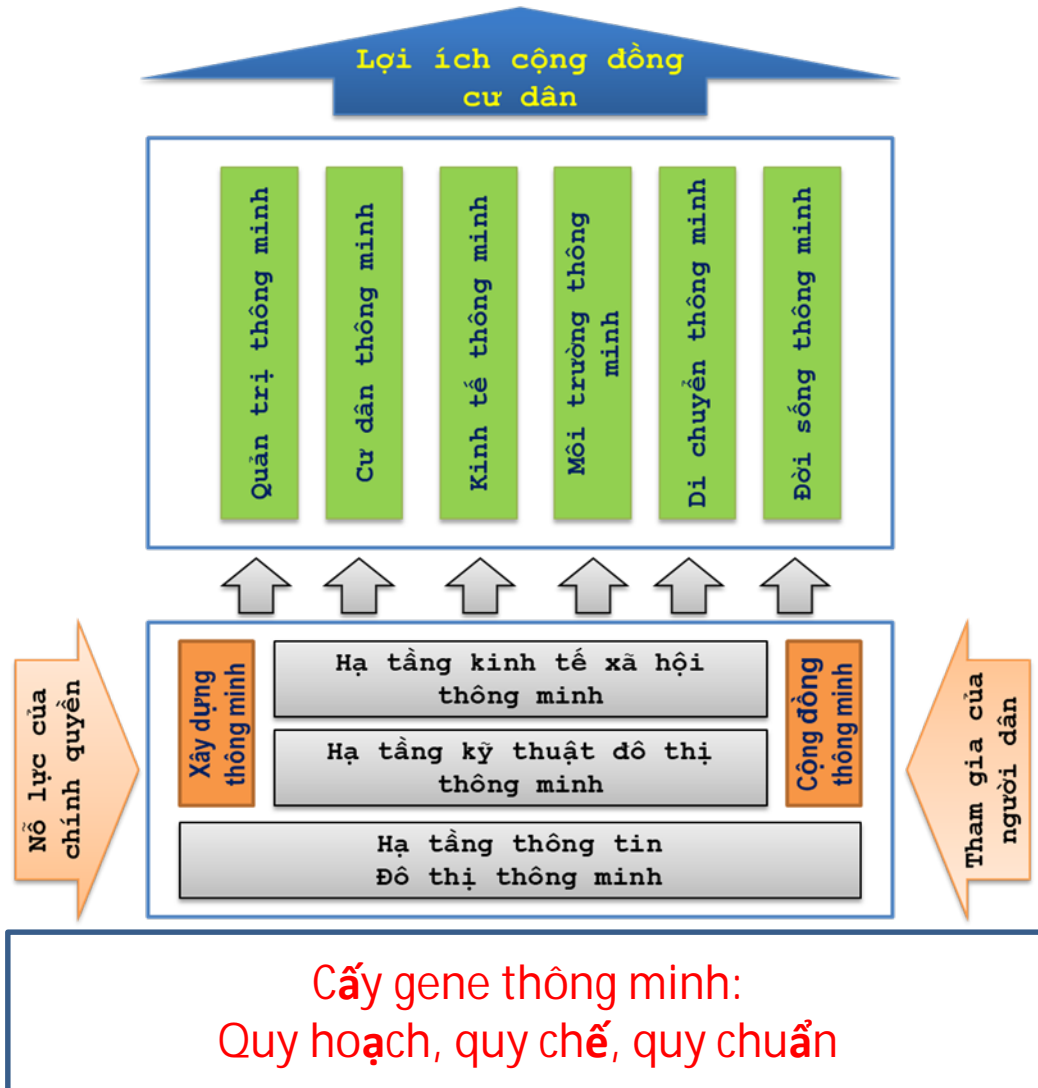 Lợi ích cộng đồng
cư dân
Quản trị thông minh
Cư dân thông minh
Kinh tế thông minh
Môi trường thông
minh
Di chuyển thông minh
Đời sống thông minh
Nỗ lực của
chính quyền
Xây dựng
thông minh
Hạ tầng kinh tế xã hội
thông minh
Hạ tầng kỹ thuật đô thị
thông minh
Cộng đồng
thông minh
Tham gia của
người dân
Hạ tầng thông tin
Đô thị thông minh
Cấy gene thông minh:
Quy hoạch, quy chế, quy chuẩn